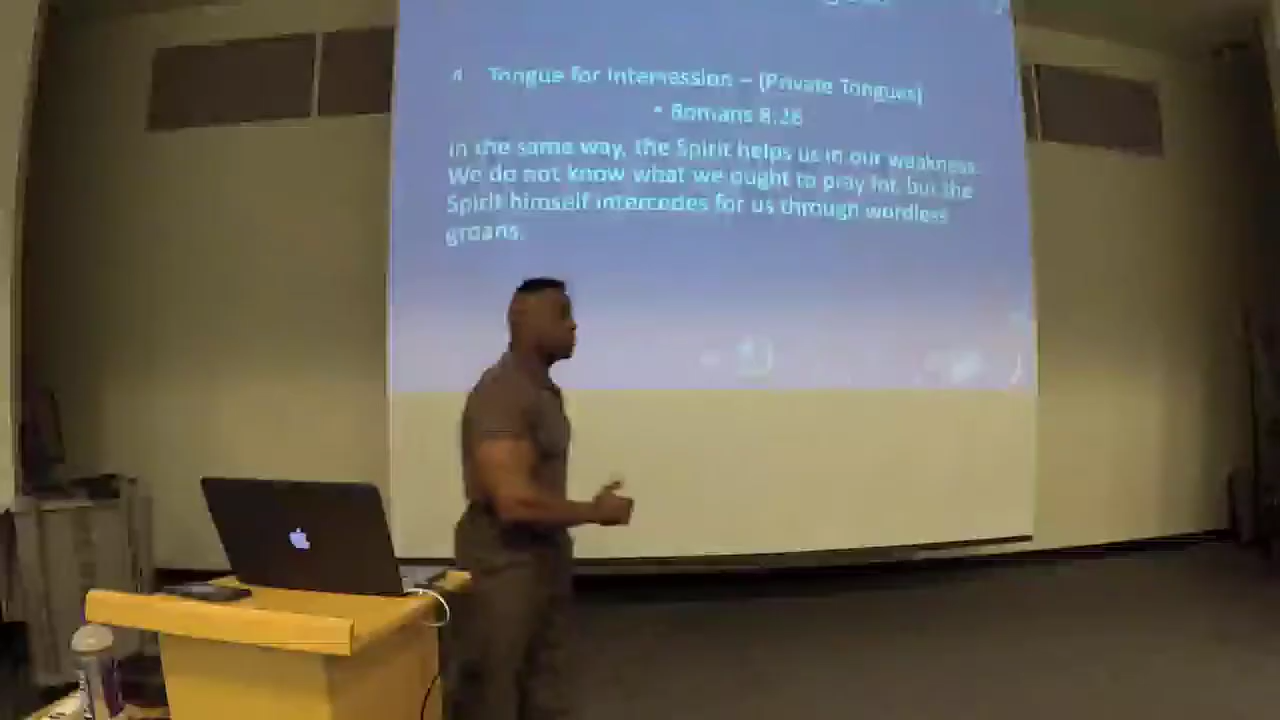 4 Tongue for Intercession – (Private Tongues)
• Romans 8:26
In the same way, the Spirit helps us in our weakness.
We do not know what we ought to pray for, but the
Spirit himself intercedes for us through wordless
groans.